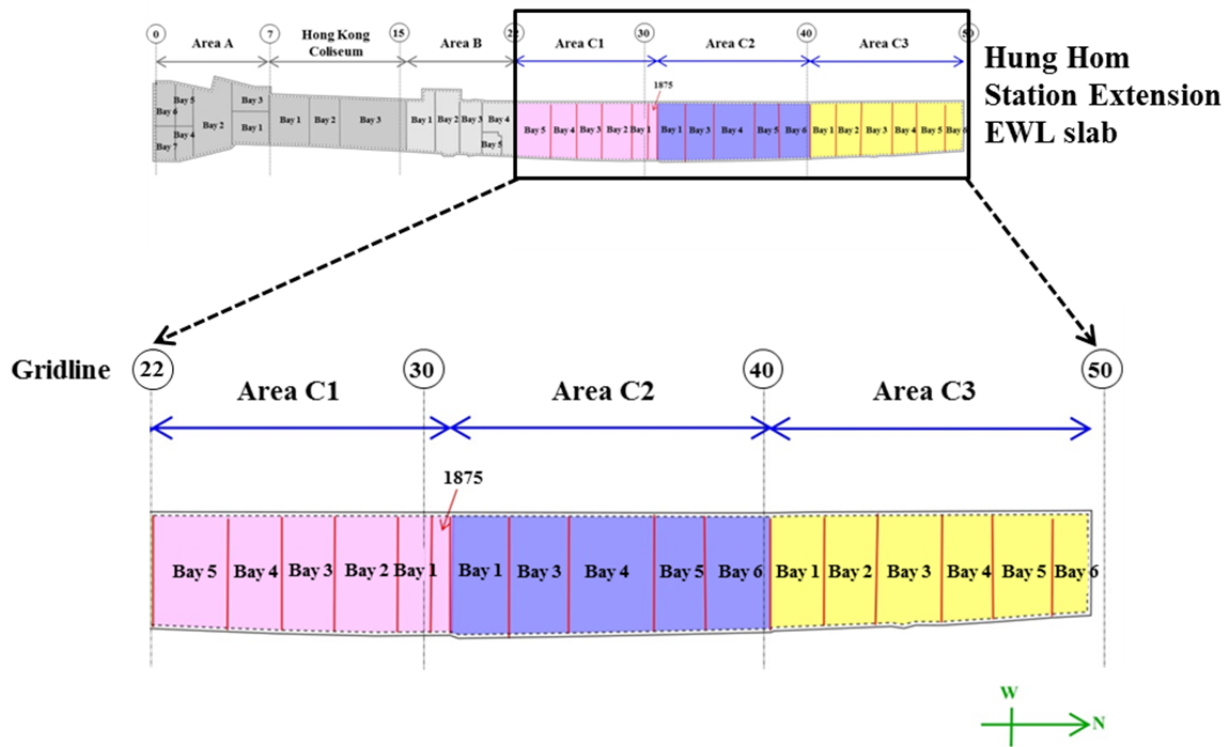 0
7
15
22
30
40
50
Area A
Hong Kong
Coliseum
Area B
Area C1
Area C2
Area C3
Hung Hom
Station Extension
EWL slab
1875
Bay 6
Bay 5
Bay 4
Bay 7
Bay 2
Bay 3
Bay 1
Bay 1
Bay 2
Bay 3
Bay 1
Bay 2
Bay 3
Bay 4
Bay 5
Bay 5
Bay 4
Bay 3
Bay 2
Bay 1
Bay 1
Bay 3
Bay 4
Bay 5
Bay 6
Bay 1
Bay 2
Bay 3
Bay 4
Bay 5
Bay 6
Gridline
22
30
40
50
Area C1
Area C2
Area C3
1875
Bay 5
Bay 4
Bay 3
Bay 2
Bay 1
Bay 1
Bay 3
Bay 4
Bay 5
Bay 6
Bay 1
Bay 2
Bay 3
Bay 4
Bay 5
Bay 6
W
N